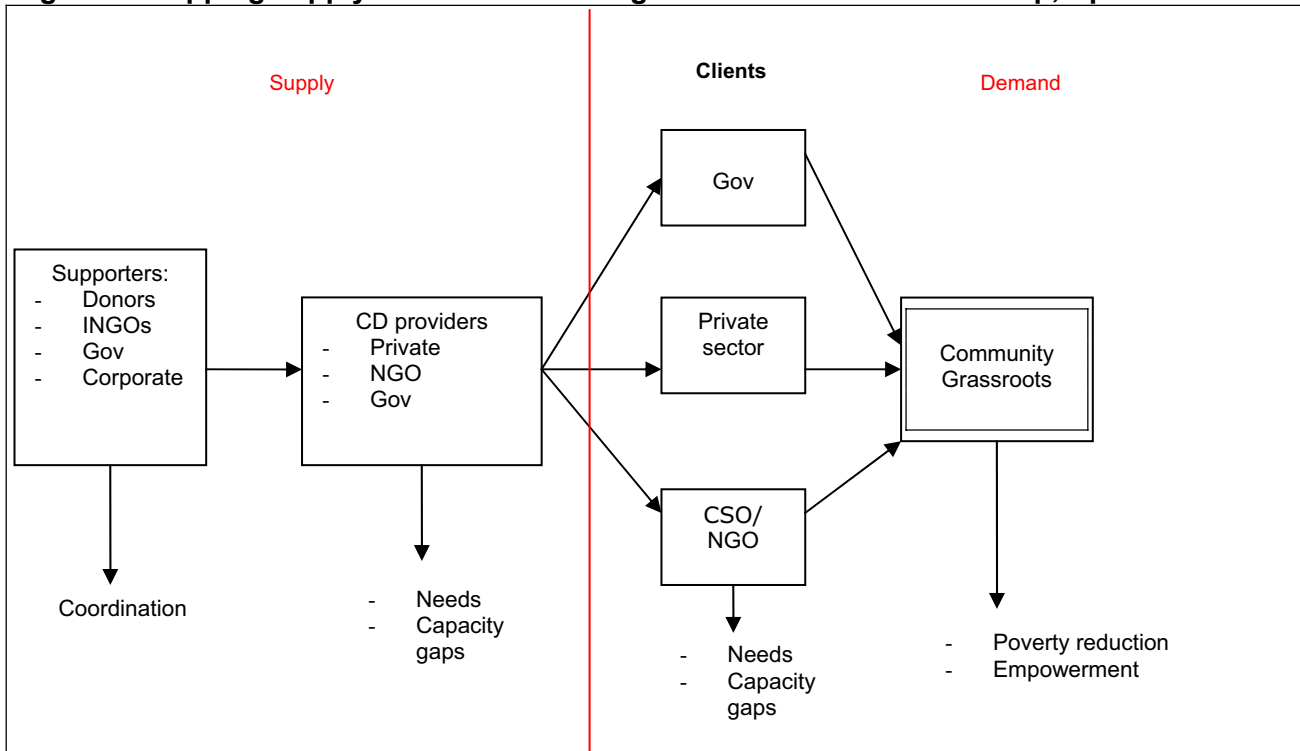 Supply
Clients
Demand
Gov
Supporters:
- Donors
- INGOs
- Gov
- Corporate
CD providers
- Private
- NGO
- Gov
Private
sector
Community
Grassroots
CSO/
NGO
Coordination
- Needs
- Capacity
gaps
- Needs
- Capacity
gaps
- Poverty reduction
- Empowerment